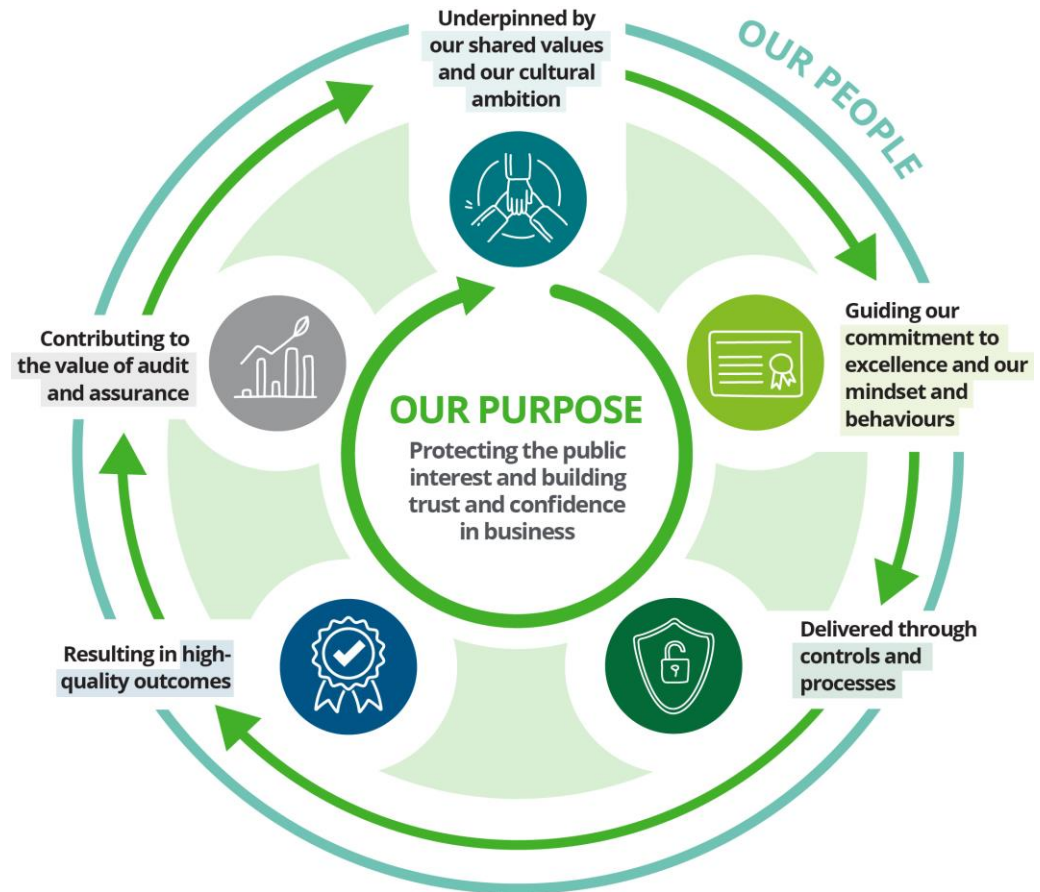 Underpinned by
our shared values
and our cultural
ambition
OUR PEOPLE
Guiding our
commitment to
excellence and our
mindset and
behaviours
Delivered through
controls and
processes
Resulting in high-
quality outcomes
Contributing to
the value of audit
and assurance
OUR PURPOSE
Protecting the public
interest and building
trust and confidence
in business